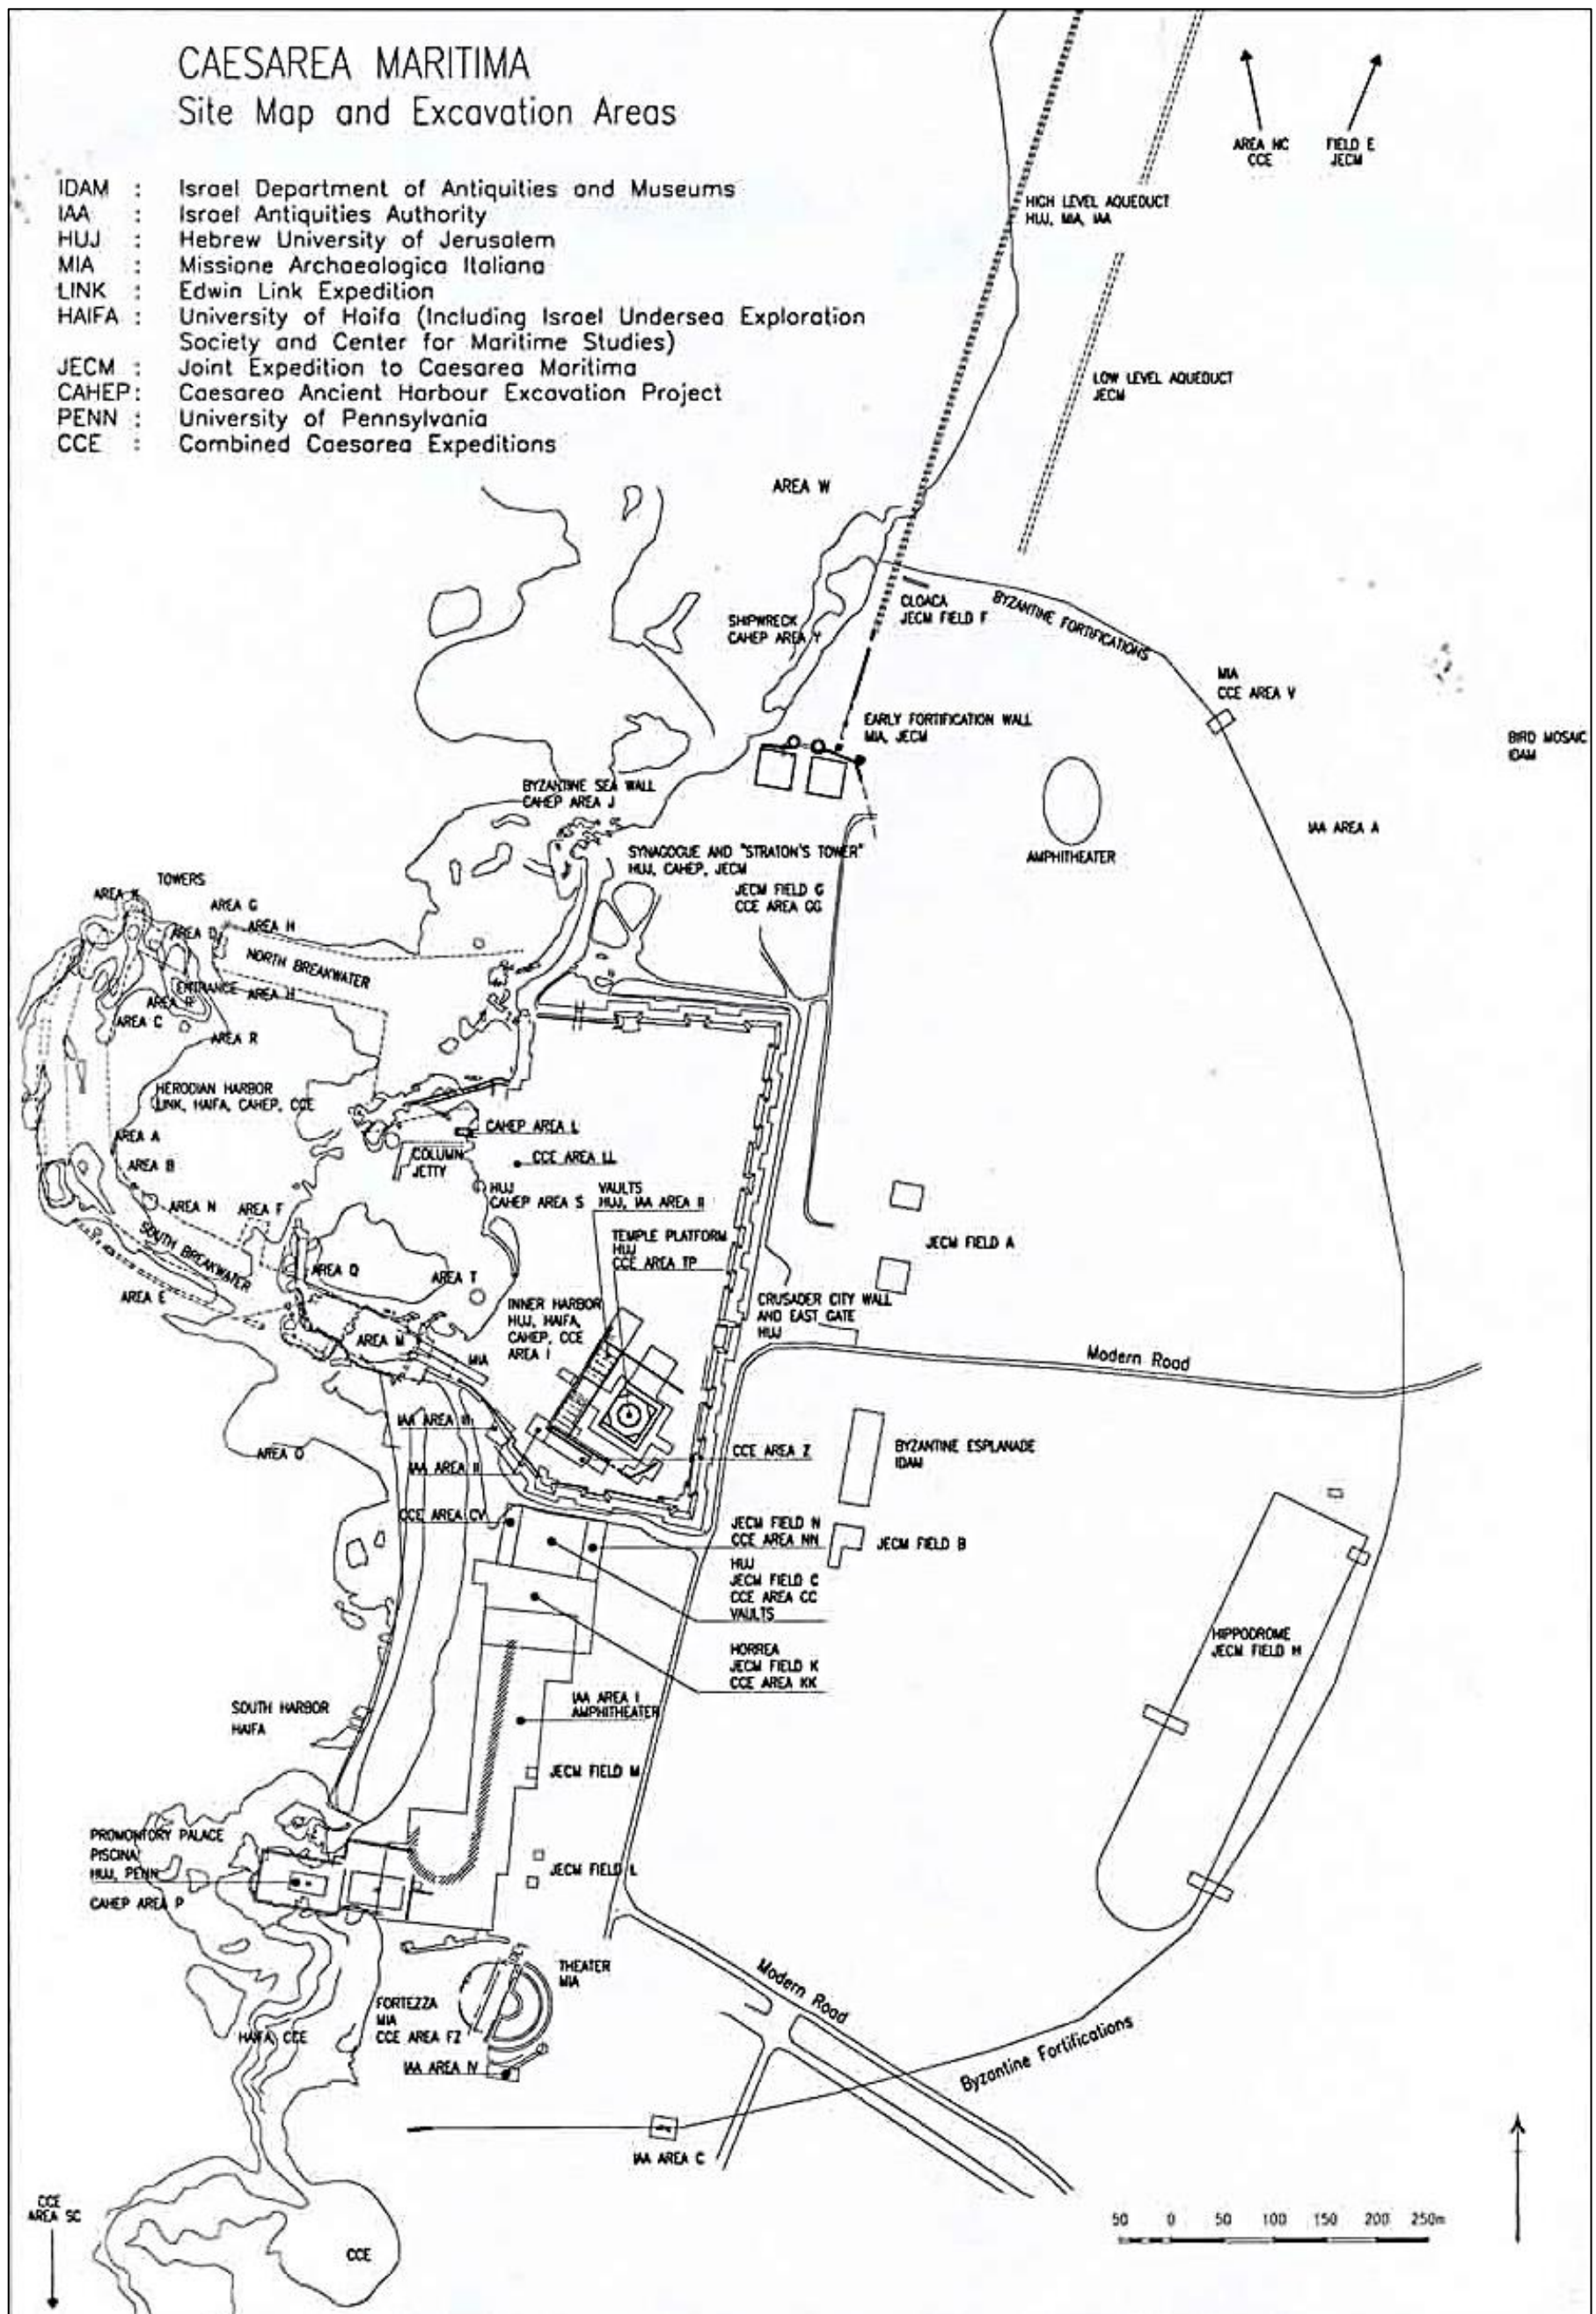 CAESAREA MARITIMA
Site Map and Excavation Areas
IDAM : Israel Department of Antiquities and Museums
IAA : Israel Antiquities Authority
HUJ : Hebrew University of Jerusalem
MIA : Missione Archaeologica Italiana
LINK : Edwin Link Expedition
HAIFA : University of Haifa (Including Israel Undersea Exploration
Society and Center for Maritime Studies)
JECM : Joint Expedition to Caesarea Maritima
CAHEP: Caesarea Ancient Harbour Excavation Project
PENN : University of Pennsylvania
CCE : Combined Caesarea Expeditions
AREA HC
CCE
FIELD E
JECM
HIGH LEVEL AQUEDUCT
HUJ, MIA, IAA
LOW LEVEL AQUEDUCT
JECM
AREA W
CLOACA
JECM FIELD F
BYZANTINE FORTIFICATIONS
SHIPWRECK
CAHEP AREA Y
MIA
CCE AREA V
EARLY FORTIFICATION WALL
MIA, JECM
BIRD MOSAIC
IDAM
BYZANTINE SEA WALL
CAHEP AREA J
IAA AREA A
AMPHITHEATER
SYNAGOGUE AND "STRATON'S TOWER"
HUJ, CAHEP, JECM
JECM FIELD G
CCE AREA GG
TOWERS
AREA K
AREA G
AREA D
AREA H
NORTH BREAKWATER
ENTRANCE
AREA H
AREA C
AREA R
HERODIAN HARBOR
LINK, HAIFA, CAHEP, CCE
AREA A
AREA B
CAHEP AREA L
COLUMN
JETTY
CCE AREA LL
HUJ
CAHEP AREA S
VAULTS
HUJ, IAA AREA II
AREA N
AREA F
SOUTH BREAKWATER
TEMPLE PLATFORM
HUJ
CCE AREA TP
JECM FIELD A
AREA Q
AREA T
AREA E
INNER HARBOR
HUJ, HAIFA,
CAHEP, CCE
AREA I
CRUSADER CITY WALL
AND EAST GATE
HUJ
AREA M
MIA
Modern Road
IAA AREA III
AREA O
IAA AREA II
CCE AREA Z
BYZANTINE ESPLANADE
IDAM
CCE AREA CV
JECM FIELD N
CCE AREA NN
JECM FIELD B
HUJ
JECM FIELD C
CCE AREA CC
VAULTS
HORREA
JECM FIELD K
CCE AREA KK
HIPPODROME
JECM FIELD H
IAA AREA I
AMPHITHEATER
SOUTH HARBOR
HAIFA
JECM FIELD M
PROMONTORY PALACE
PISCINA
HUJ, PENN
CAHEP AREA P
JECM FIELD L
THEATER
MIA
FORTEZZA
MIA
CCE AREA FZ
HAIFA, CCE
IAA AREA IV
Modern Road
Byzantine Fortifications
IAA AREA C
CCE
AREA SC
CCE
50 0 50 100 150 200 250m